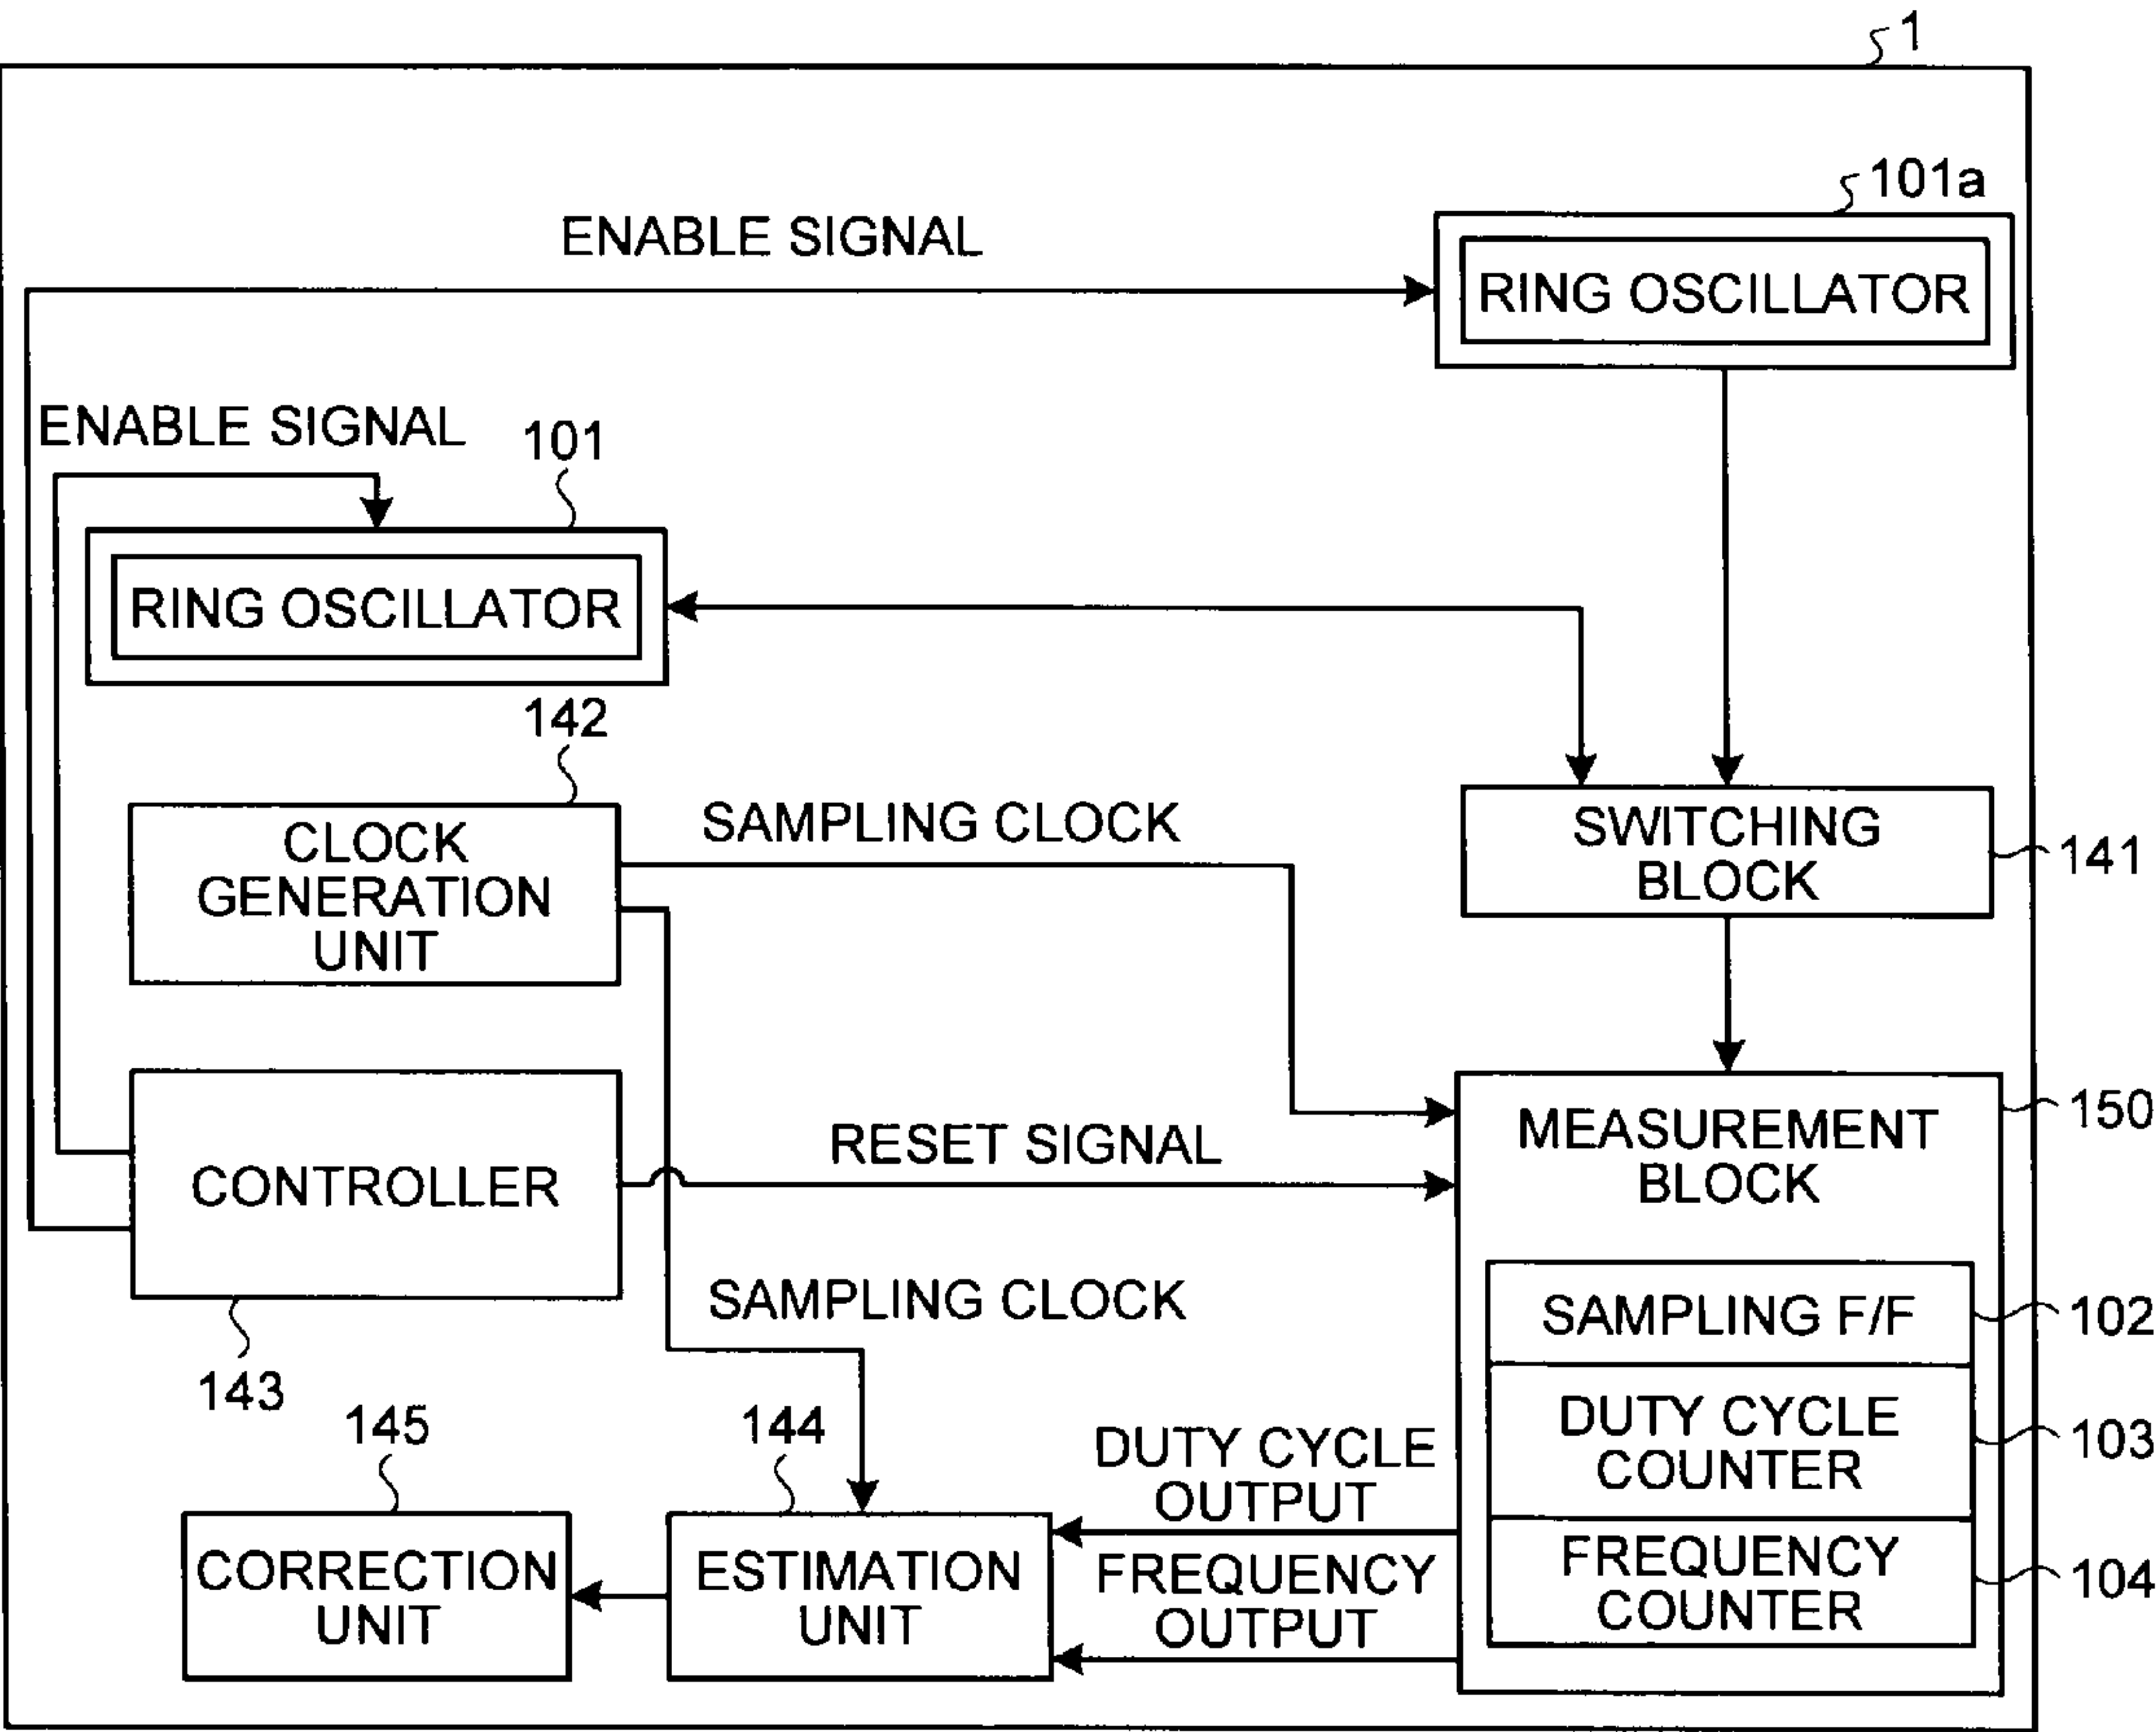 1
101a
ENABLE SIGNAL
RING OSCILLATOR
ENABLE SIGNAL
101
RING OSCILLATOR
142
CLOCK
GENERATION
UNIT
SAMPLING CLOCK
SWITCHING
BLOCK
141
CONTROLLER
143
RESET SIGNAL
SAMPLING CLOCK
MEASUREMENT
BLOCK
150
SAMPLING F/F
102
DUTY CYCLE
COUNTER
103
FREQUENCY
COUNTER
104
145
CORRECTION
UNIT
144
ESTIMATION
UNIT
DUTY CYCLE
OUTPUT
FREQUENCY
OUTPUT